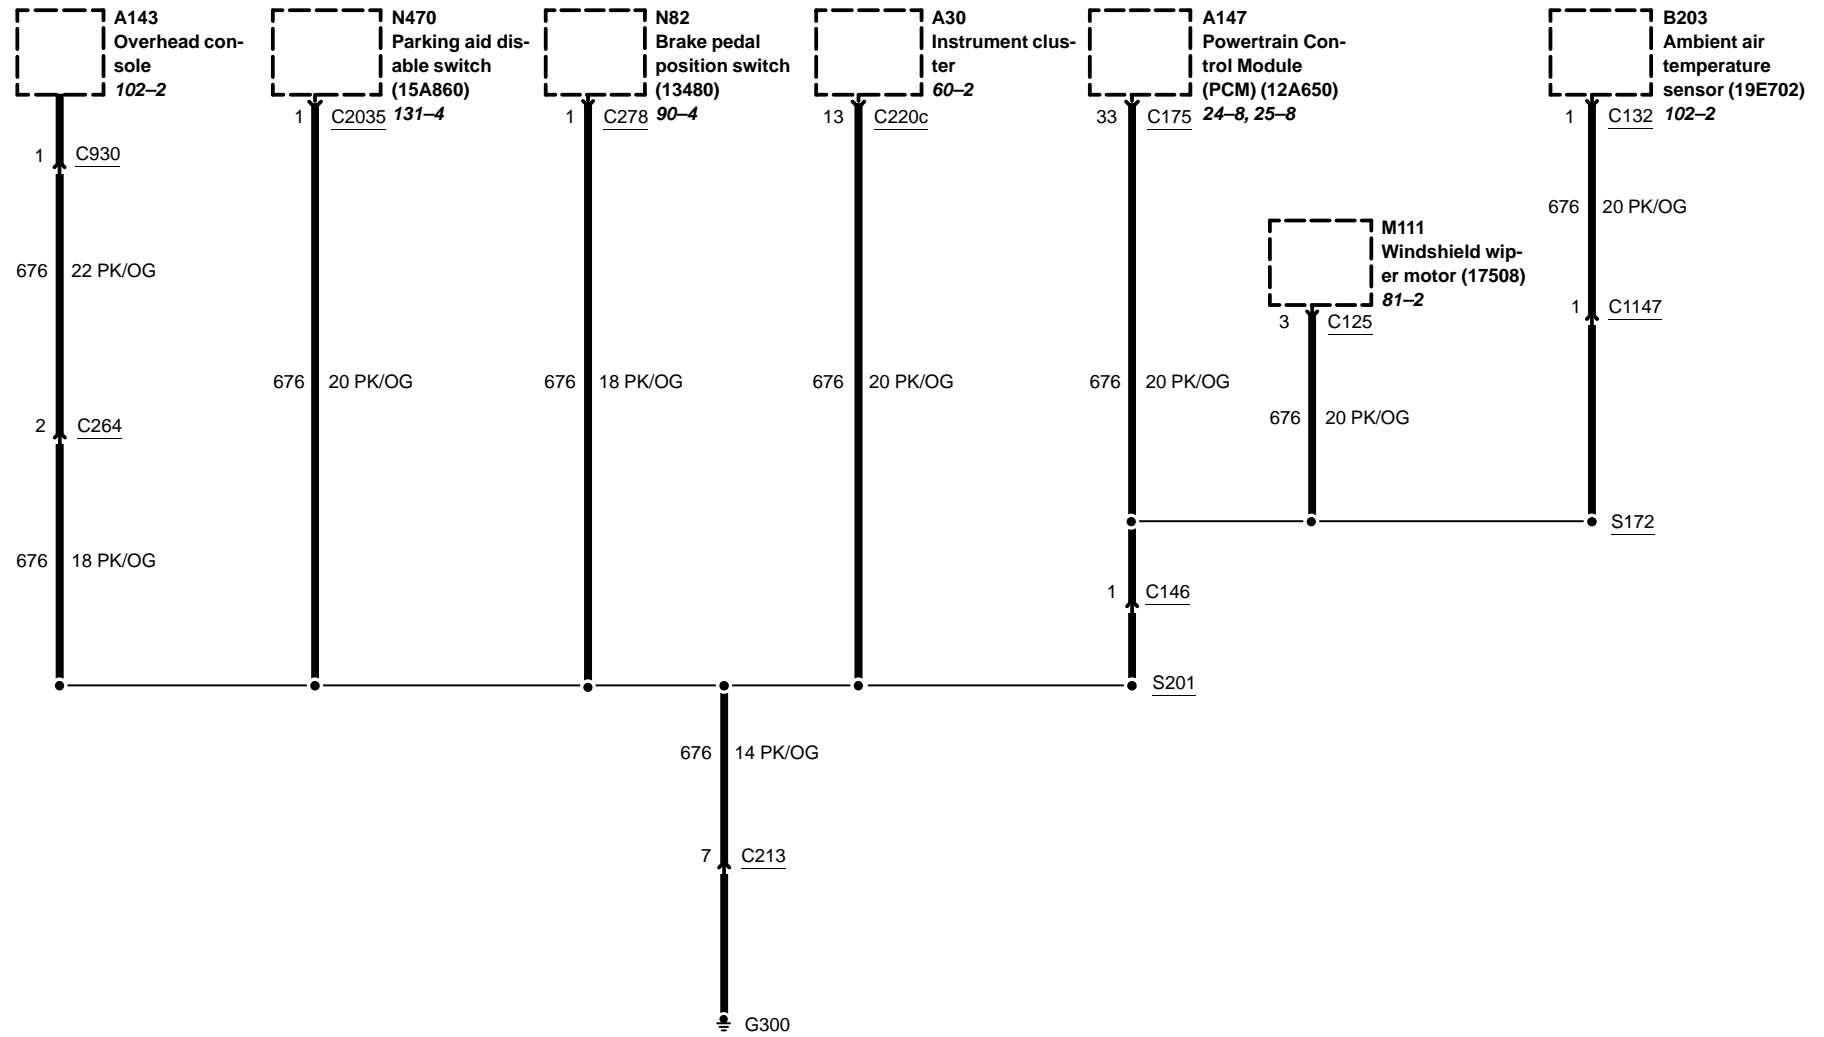 A143
Overhead con-
sole
102–2
N470
Parking aid dis-
able switch
(15A860)
131–4
N82
Brake pedal
position switch
(13480)
90–4
A30
Instrument clus-
ter
60–2
A147
Powertrain Con-
trol Module
(PCM) (12A650)
24–8, 25–8
B203
Ambient air
temperature
sensor (19E702)
102–2
1 C2035
1 C278
13 C220c
33 C175
1 C132
1 C930
676 20 PK/OG
M111
Windshield wip-
er motor (17508)
81–2
676 22 PK/OG
1 C1147
3 C125
676 20 PK/OG
676 18 PK/OG
676 20 PK/OG
676 20 PK/OG
676 20 PK/OG
2 C264
S172
676 18 PK/OG
1 C146
S201
676 14 PK/OG
7 C213
G300